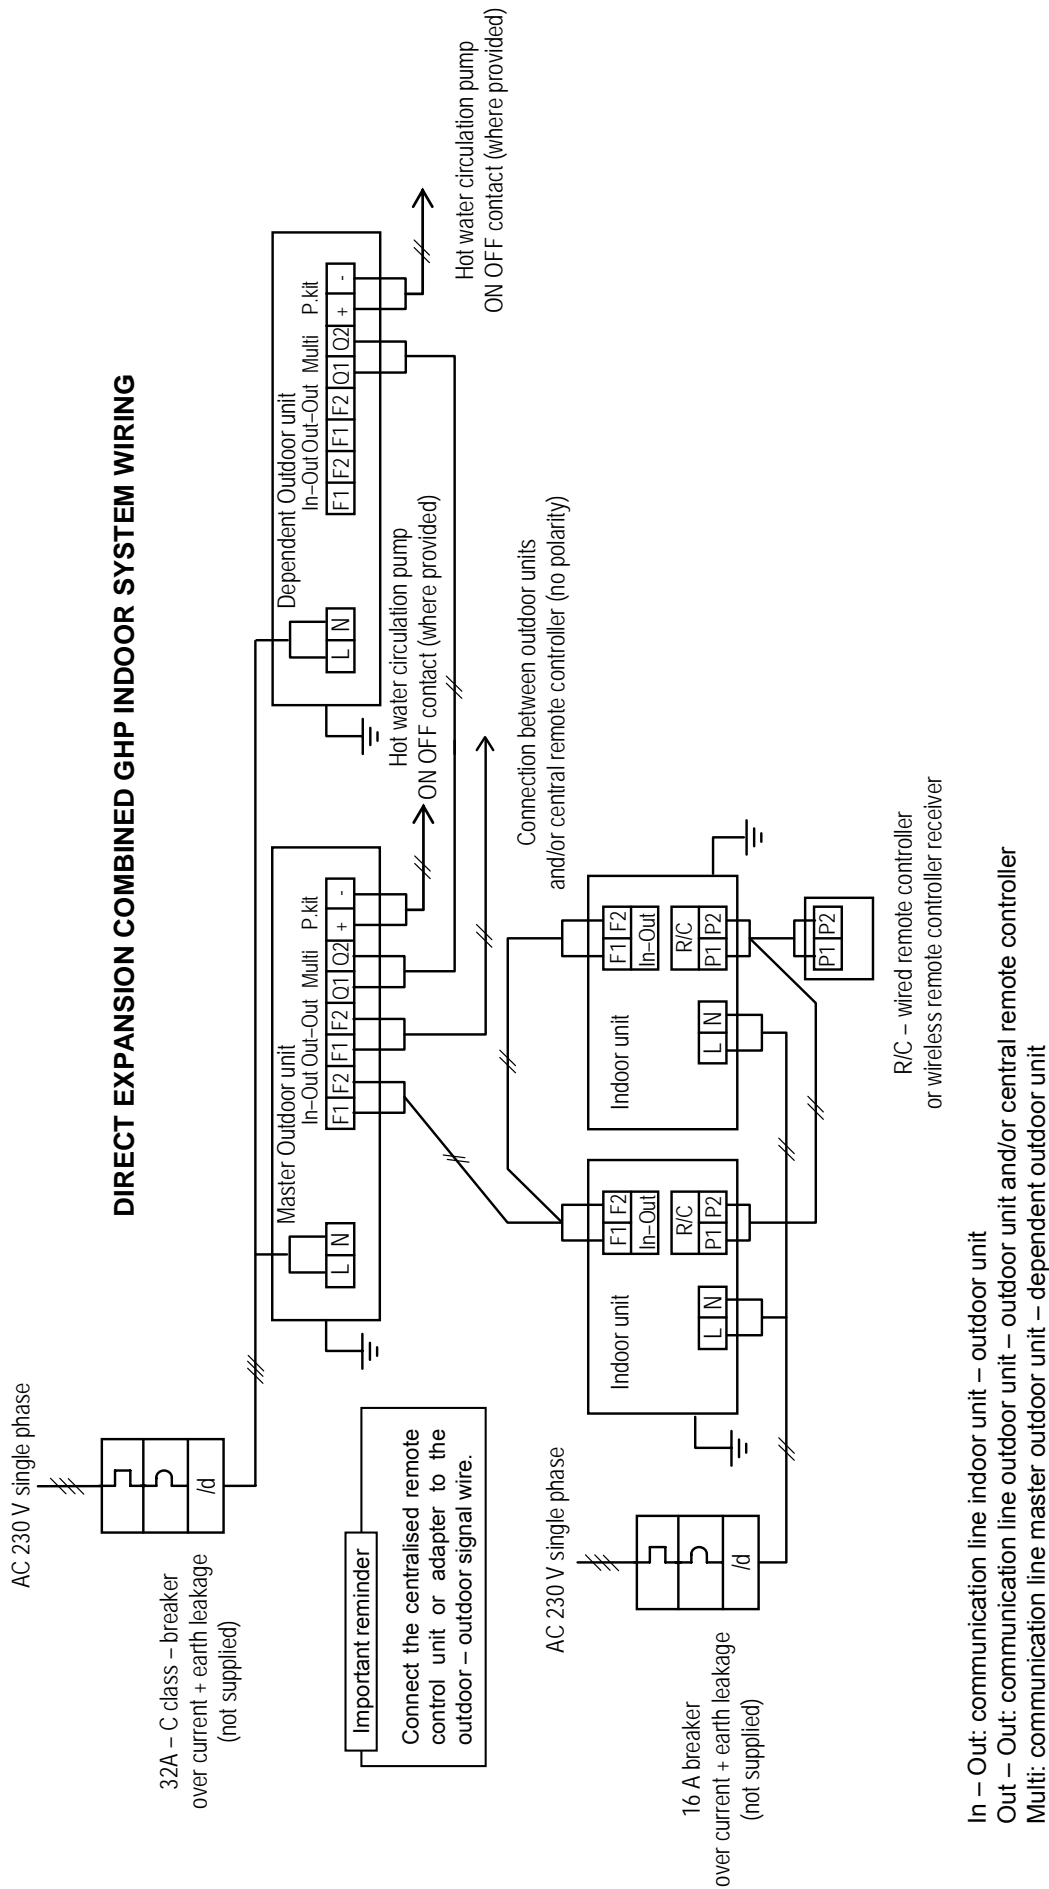 DIRECT EXPANSION COMBINED GHP INDOOR SYSTEM WIRING
AC 230 V single phase
32A – C class – breaker
over current + earth leakage
(not supplied)
/d
Master Outdoor unit
In–Out Out–Out Multi P.kit
L N
F1 F2 F1 F2 Q1 Q2 + -
Dependent Outdoor unit
In–Out Out–Out Multi P.kit
L N
F1 F2 F1 F2 Q1 Q2 + -
Hot water circulation pump
ON OFF contact (where provided)
Hot water circulation pump
ON OFF contact (where provided)
Important reminder
Connect the centralised remote
control unit or adapter to the
outdoor – outdoor signal wire.
Connection between outdoor units
and/or central remote controller (no polarity)
AC 230 V single phase
16 A breaker
over current + earth leakage
(not supplied)
/d
Indoor unit
F1 F2
In–Out
R/C
L N
P1 P2
Indoor unit
F1 F2
In–Out
R/C
L N
P1 P2
P1 P2
R/C – wired remote controller
or wireless remote controller receiver
In – Out: communication line indoor unit – outdoor unit
Out – Out: communication line outdoor unit – outdoor unit and/or central remote controller
Multi: communication line master outdoor unit – dependent outdoor unit